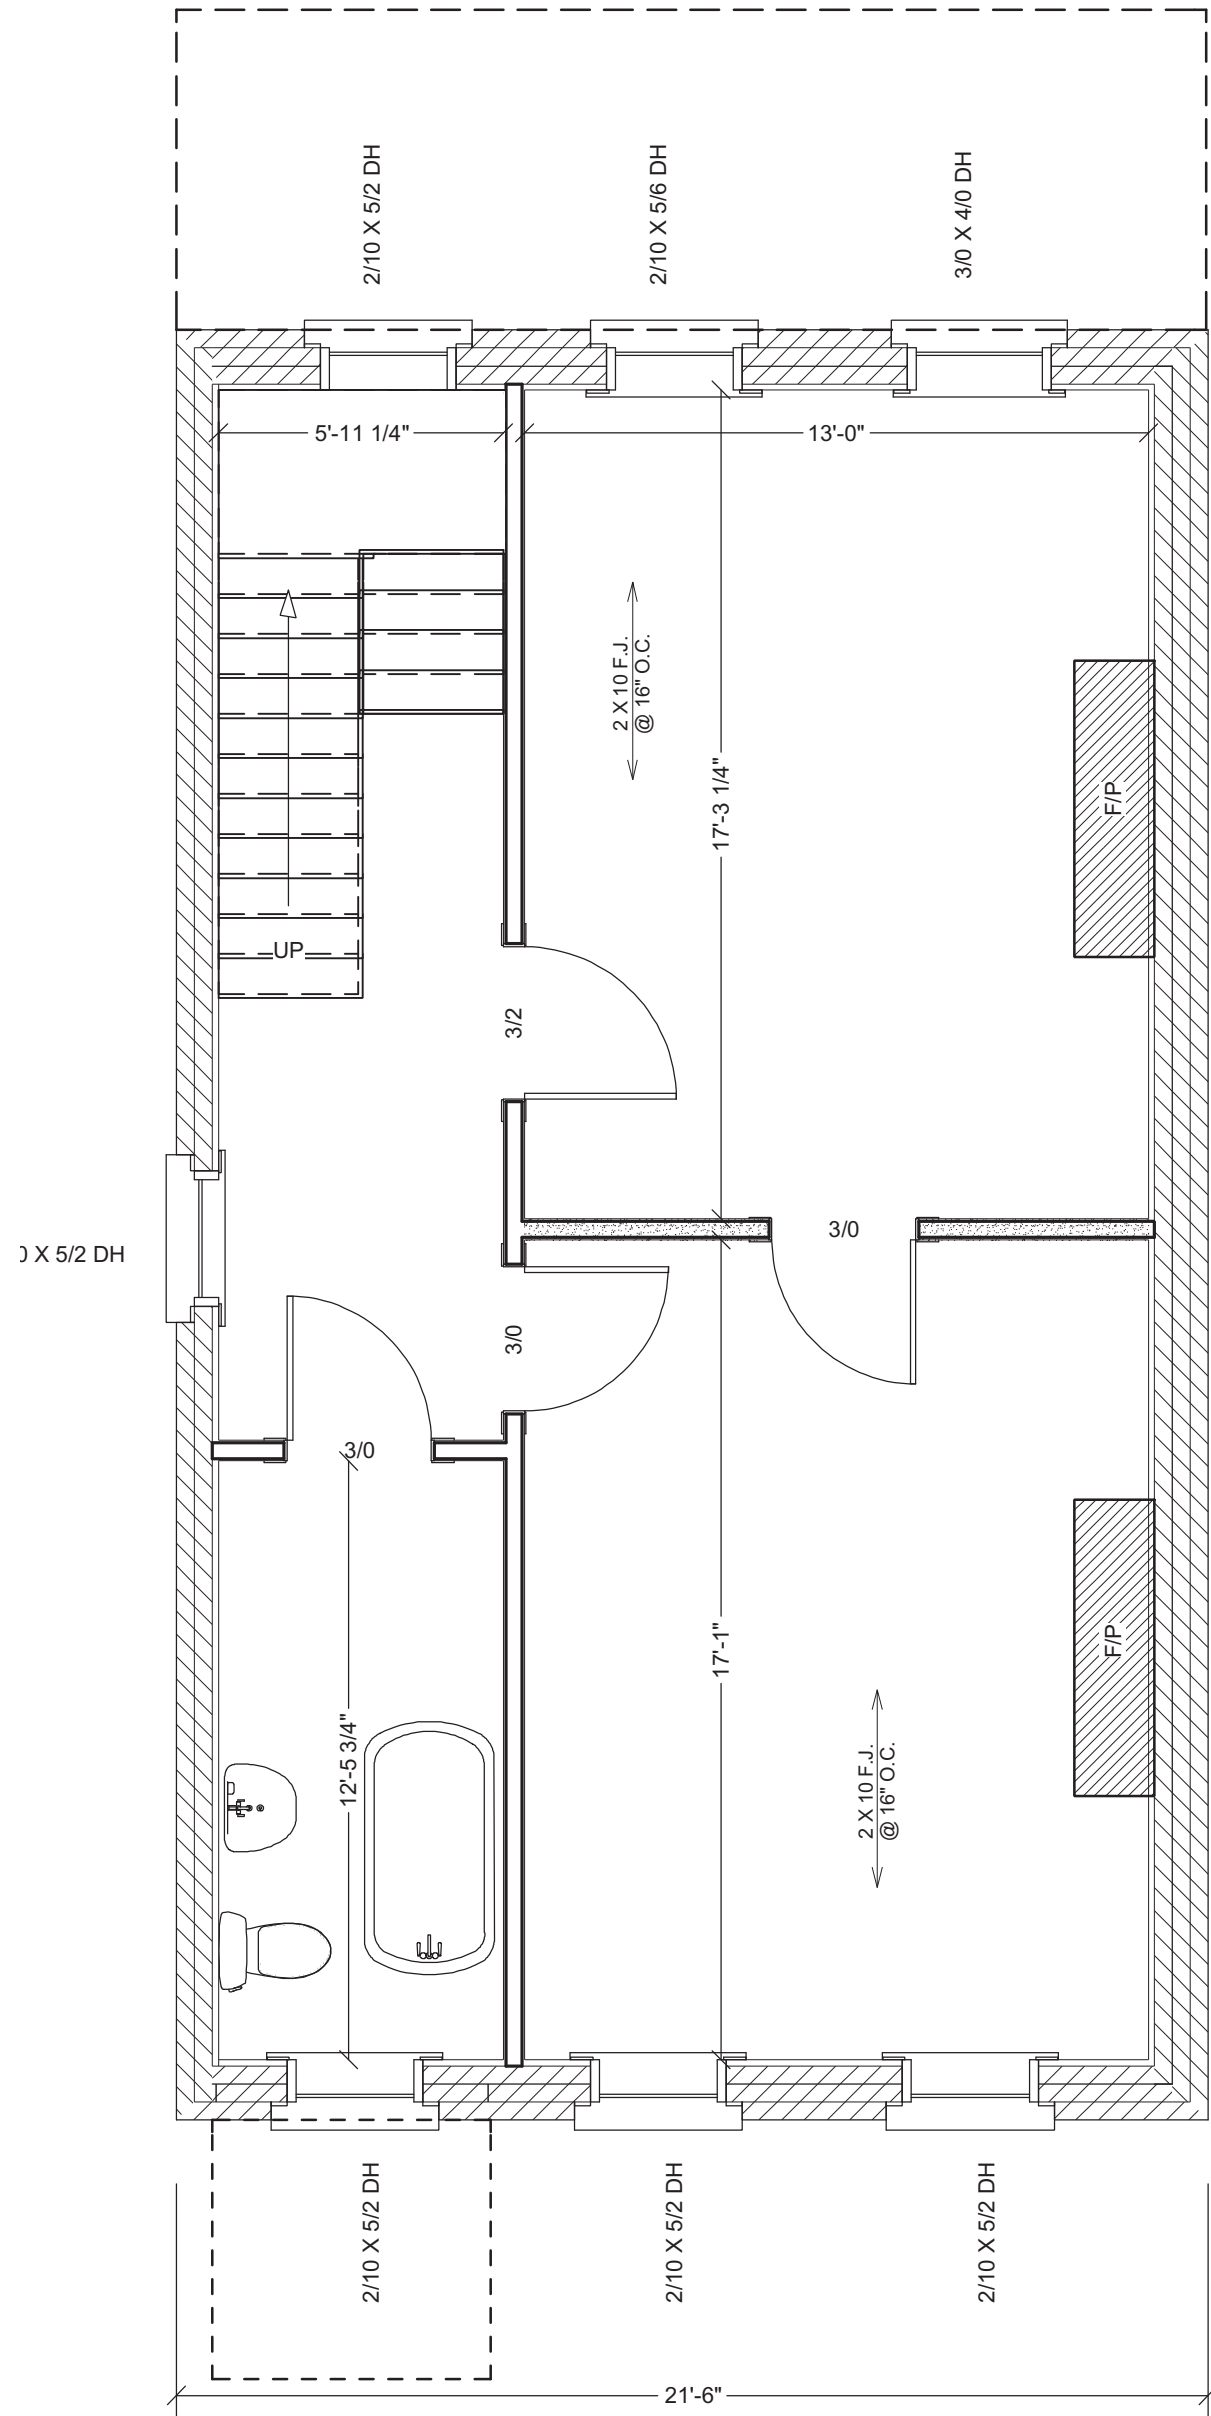 2/10 X 5/2 DH
2/10 X 5/6 DH
3/0 X 4/0 DH
5'-11 1/4"
13'-0"
2 X 10 F.J.
@ 16" O.C.
17'-3 1/4"
F/P
UP
3/2
3/0
0 X 5/2 DH
3/0
3/0
17'-1"
F/P
12'-5 3/4"
2 X 10 F.J.
@ 16" O.C.
2/10 X 5/2 DH
2/10 X 5/2 DH
2/10 X 5/2 DH
21'-6"